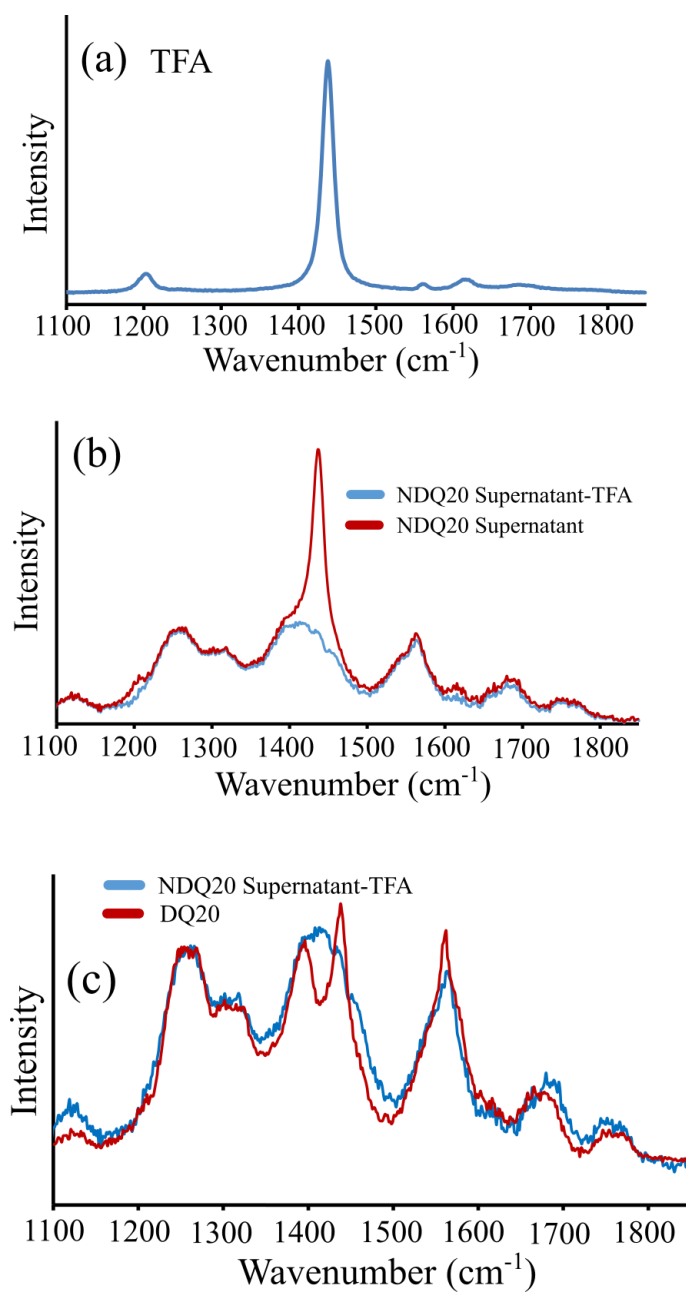 (a) TFA
Intensity
1100 1200 1300 1400 1500 1600 1700 1800
Wavenumber (cm-1)
(b)
NDQ20 Supernatant-TFA
NDQ20 Supernatant
Intensity
1100 1200 1300 1400 1500 1600 1700 1800
Wavenumber (cm-1)
NDQ20 Supernatant-TFA
DQ20
(c)
Intensity
1100 1200 1300 1400 1500 1600 1700 1800
Wavenumber (cm-1)